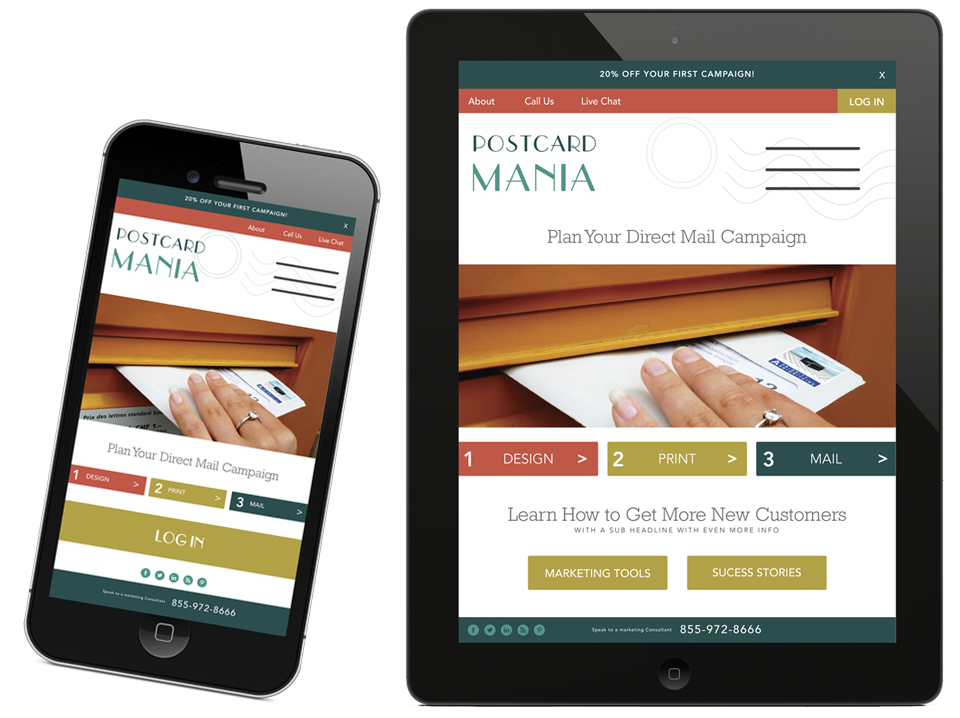 20% OFF YOUR FIRST CAMPAIGN!
X
About Call Us Live Chat
POSTCARD
MANIA
Prix des lettres standard
CHF 1.–
Plan Your Direct Mail Campaign
1 DESIGN >
2 PRINT >
3 MAIL >
LOG IN
Speak to a marketing Consultant 855-972-8666
20% OFF YOUR FIRST CAMPAIGN!
X
About Call Us Live Chat
LOG IN
POSTCARD
MANIA
Plan Your Direct Mail Campaign
1 DESIGN >
2 PRINT >
3 MAIL >
Learn How to Get More New Customers
WITH A SUB HEADLINE WITH EVEN MORE INFO
MARKETING TOOLS
SUCESS STORIES
Speak to a marketing Consultant 855-972-8666